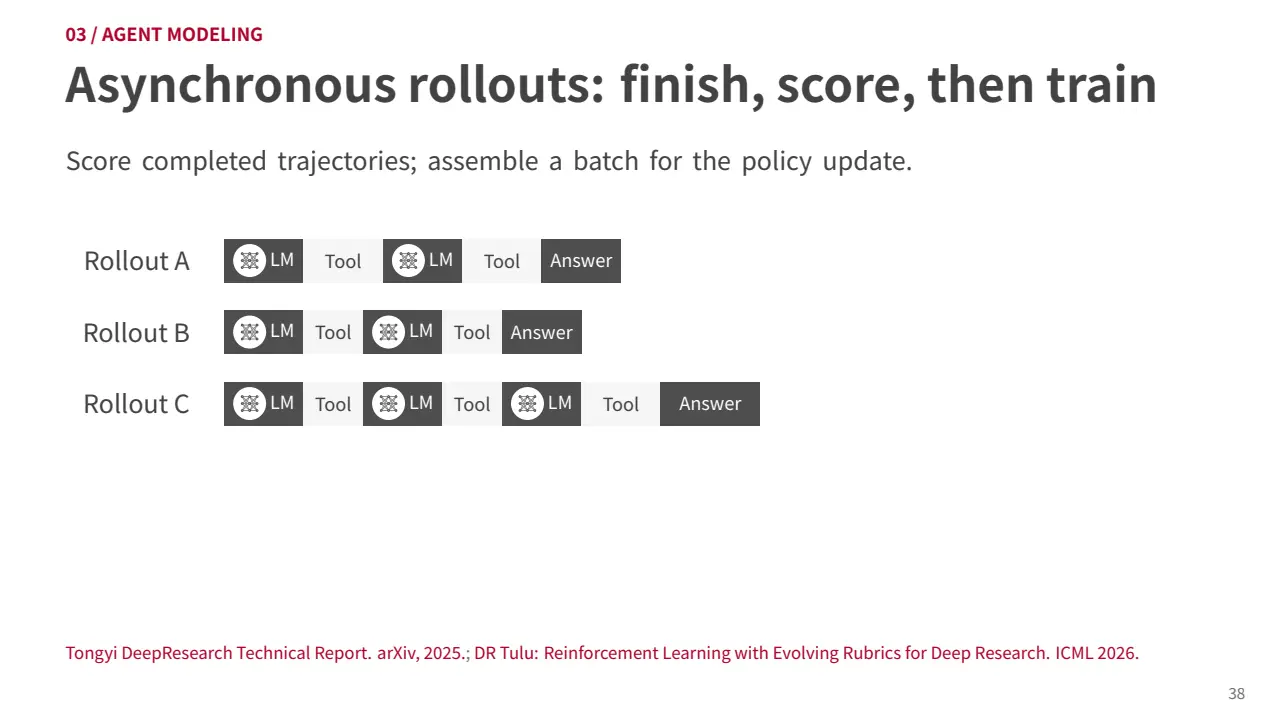 03 / AGENT MODELING
Asynchronous rollouts: finish, score, then train
Score completed trajectories; assemble a batch for the policy update.
Rollout A LM Tool LM Tool Answer
Rollout B LM Tool LM Tool Answer
Rollout C LM Tool LM Tool LM Tool Answer
Tongyi DeepResearch Technical Report. arXiv, 2025.; DR Tulu: Reinforcement Learning with Evolving Rubrics for Deep Research. ICML 2026.
38